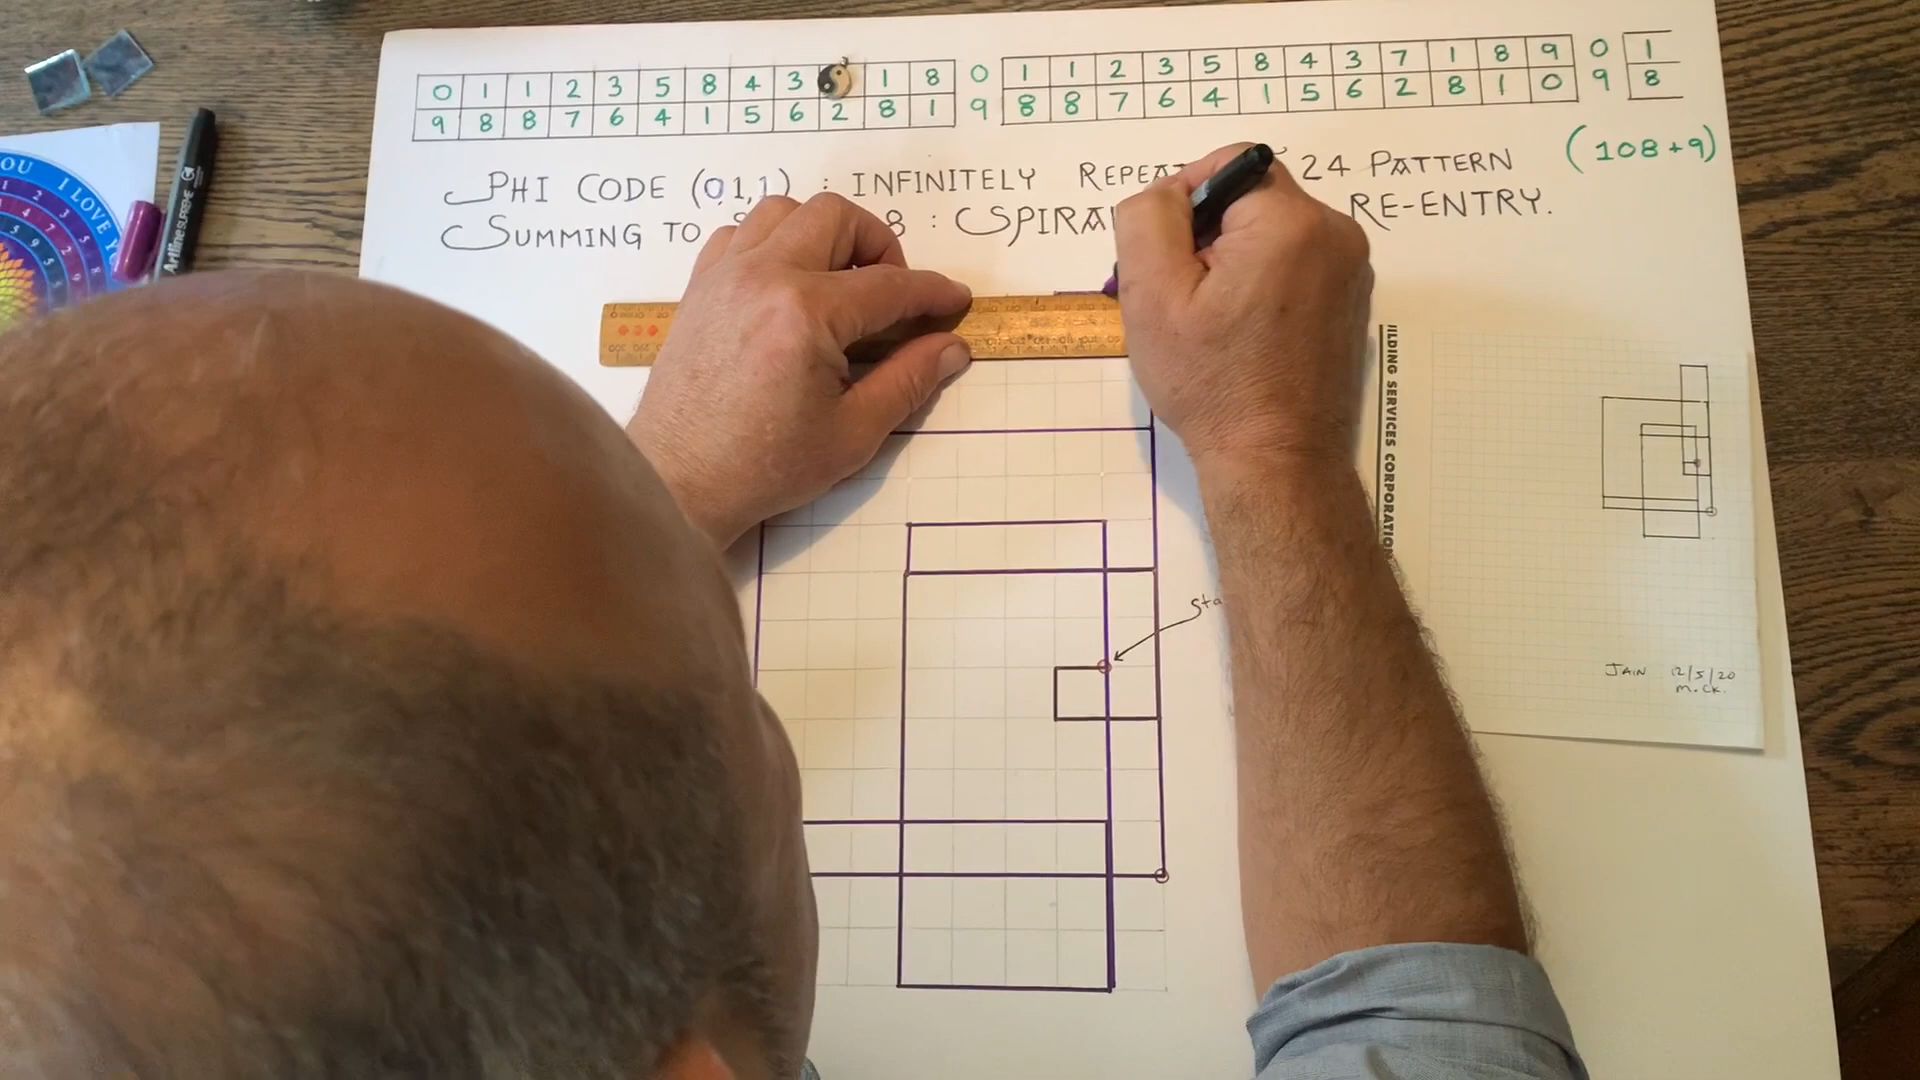 0 1 1 2 3 5 8 4 3 1 8 0 1 1 2 3 5 8 4 3 7 1 8 9 0 1
9 8 8 7 6 4 1 5 6 2 8 1 9 8 8 7 6 4 1 5 6 2 8 1 0 9 8
(108+9)
PHI CODE (0,1,1) : INFINITELY 24 PATTERN
SUMMING TO 8 : RE-ENTRY.
OU I LOVE
Artline SUPREME
ILDING SERVICES CORPORATION
JAIN 12/5/20
M.CK.